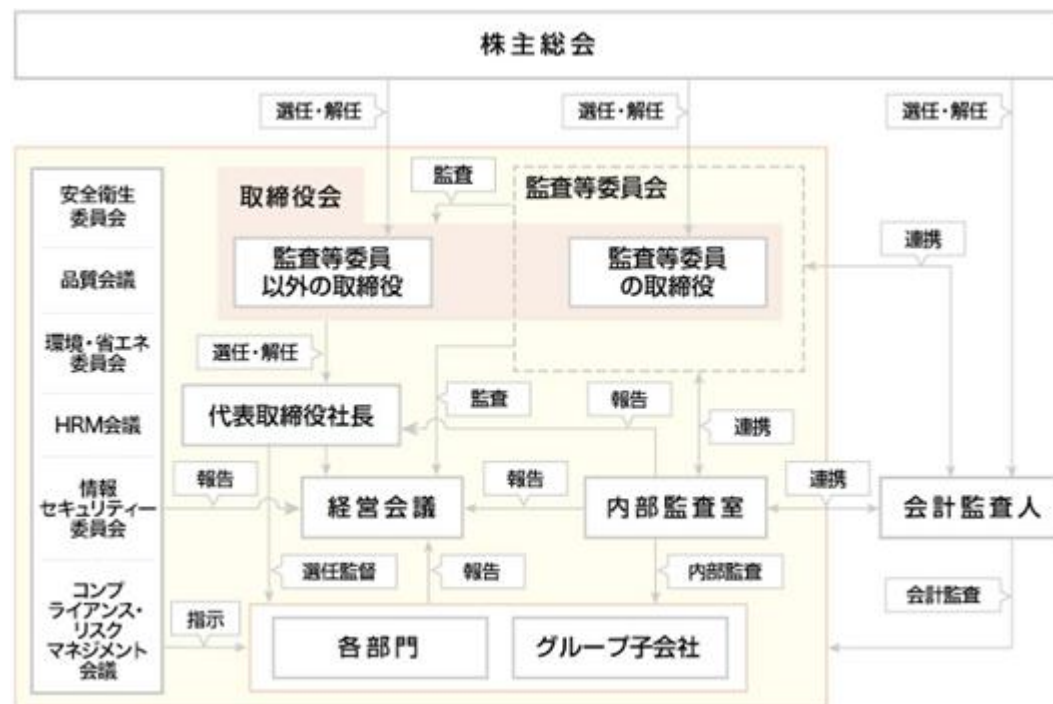 株主総会
選任・解任
選任・解任
選任・解任
安全衛生
委員会
品質会議
環境・省エネ
委員会
HRM会議
情報
セキュリティー
委員会
コンプ
ライアンス・
リスク
マネジメント
会議
取締役会
監査
監査等委員会
監査等委員
以外の取締役
監査等委員
の取締役
連携
選任・解任
代表取締役社長
監査
報告
連携
報告
経営会議
報告
内部監査室
連携
会計監査人
選任監督
報告
内部監査
会計監査
指示
各部門
グループ子会社